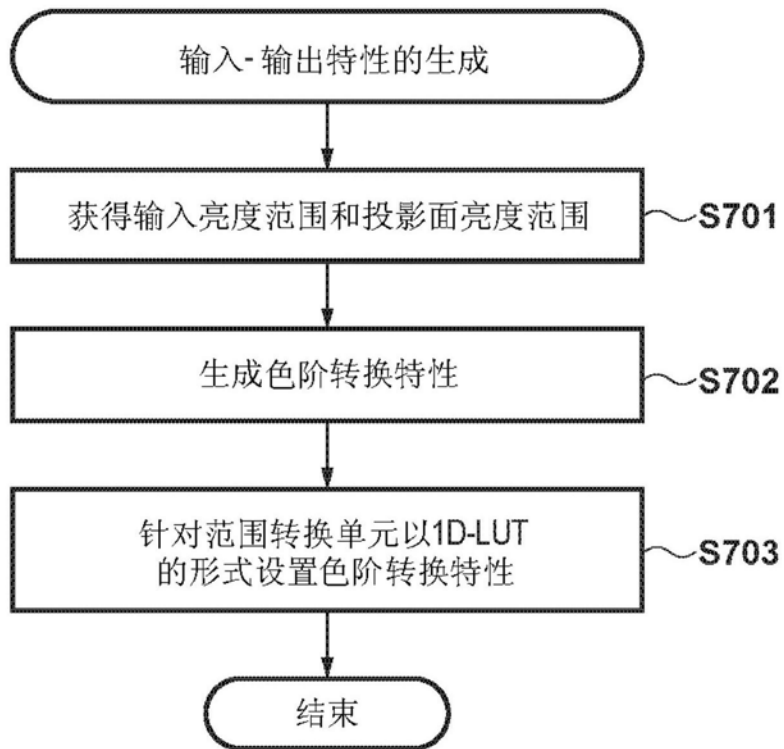 输入-输出特性的生成
获得输入亮度范围和投影面亮度范围
S701
生成色阶转换特性
S702
针对范围转换单元以1D-LUT
的形式设置色阶转换特性
S703
结束